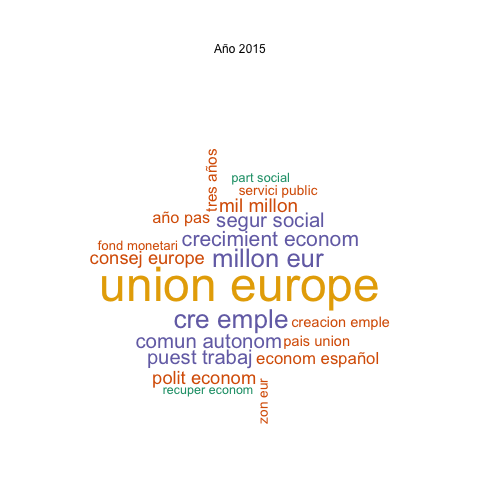 Año 2015
tres años
part social
servici public
mil millon
año pas
segur social
crecimient econom
fond monetari
consej europe
millon eur
union europe
cre emple
creacion emple
comun autonom
pais union
puest trabaj
econom español
polit econom
recuper econom
zon eur